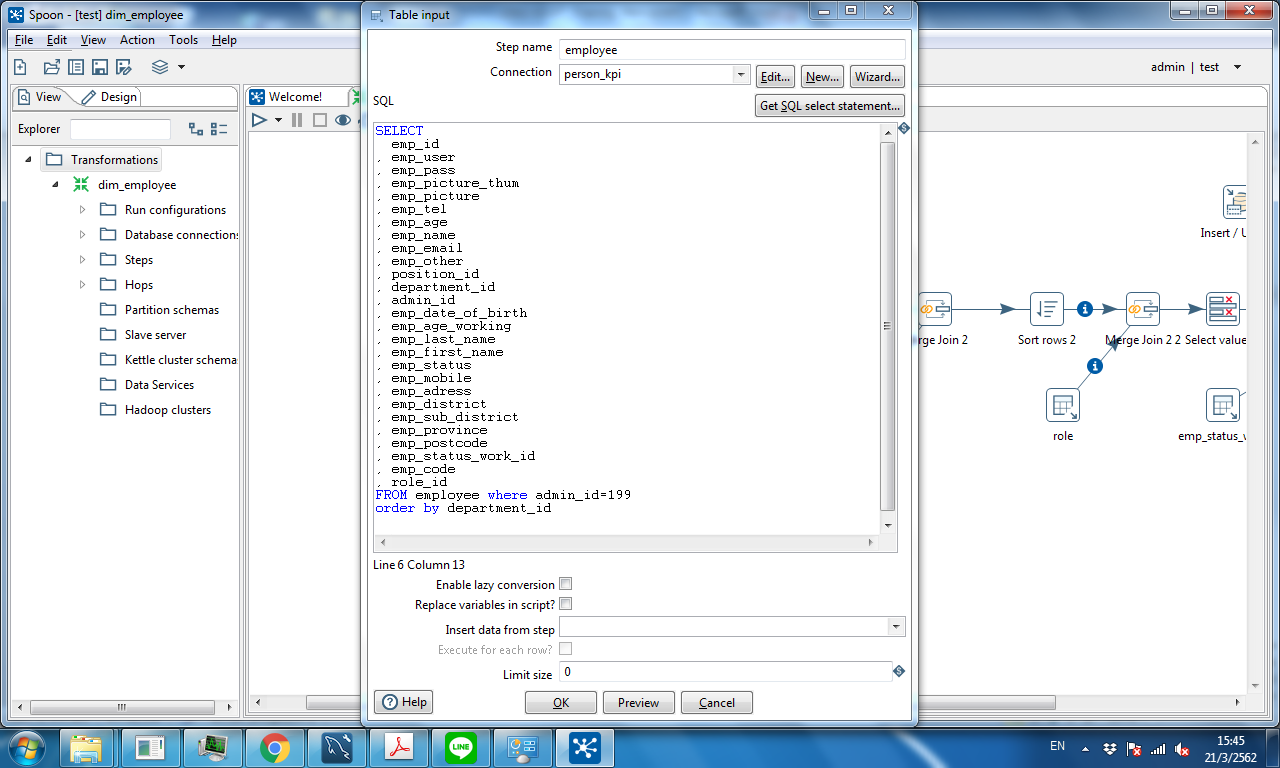 Spoon - [test] dim_employee
File Edit View Action Tools Help
admin | test
View Design
Explorer
Transformations
dim_employee
Run configurations
Database connections
Steps
Hops
Partition schemas
Slave server
Kettle cluster schema
Data Services
Hadoop clusters
Welcome!
Table input
Step name employee
Connection person_kpi Edit... New... Wizard...
SQL Get SQL select statement...
SELECT
emp_id
, emp_user
, emp_pass
, emp_picture_thum
, emp_picture
, emp_tel
, emp_age
, emp_name
, emp_email
, emp_other
, position_id
, department_id
, admin_id
, emp_date_of_birth
, emp_age_working
, emp_last_name
, emp_first_name
, emp_status
, emp_mobile
, emp_adress
, emp_district
, emp_sub_district
, emp_province
, emp_postcode
, emp_status_work_id
, emp_code
, role_id
FROM employee where admin_id=199
order by department_id
Line 6 Column 13
Enable lazy conversion
Replace variables in script?
Insert data from step
Execute for each row?
Limit size 0
Help OK Preview Cancel
Insert / U
rge Join 2 Sort rows 2 Merge Join 2 2 Select value
role emp_status_w
LINE
EN 15:45
21/3/2562